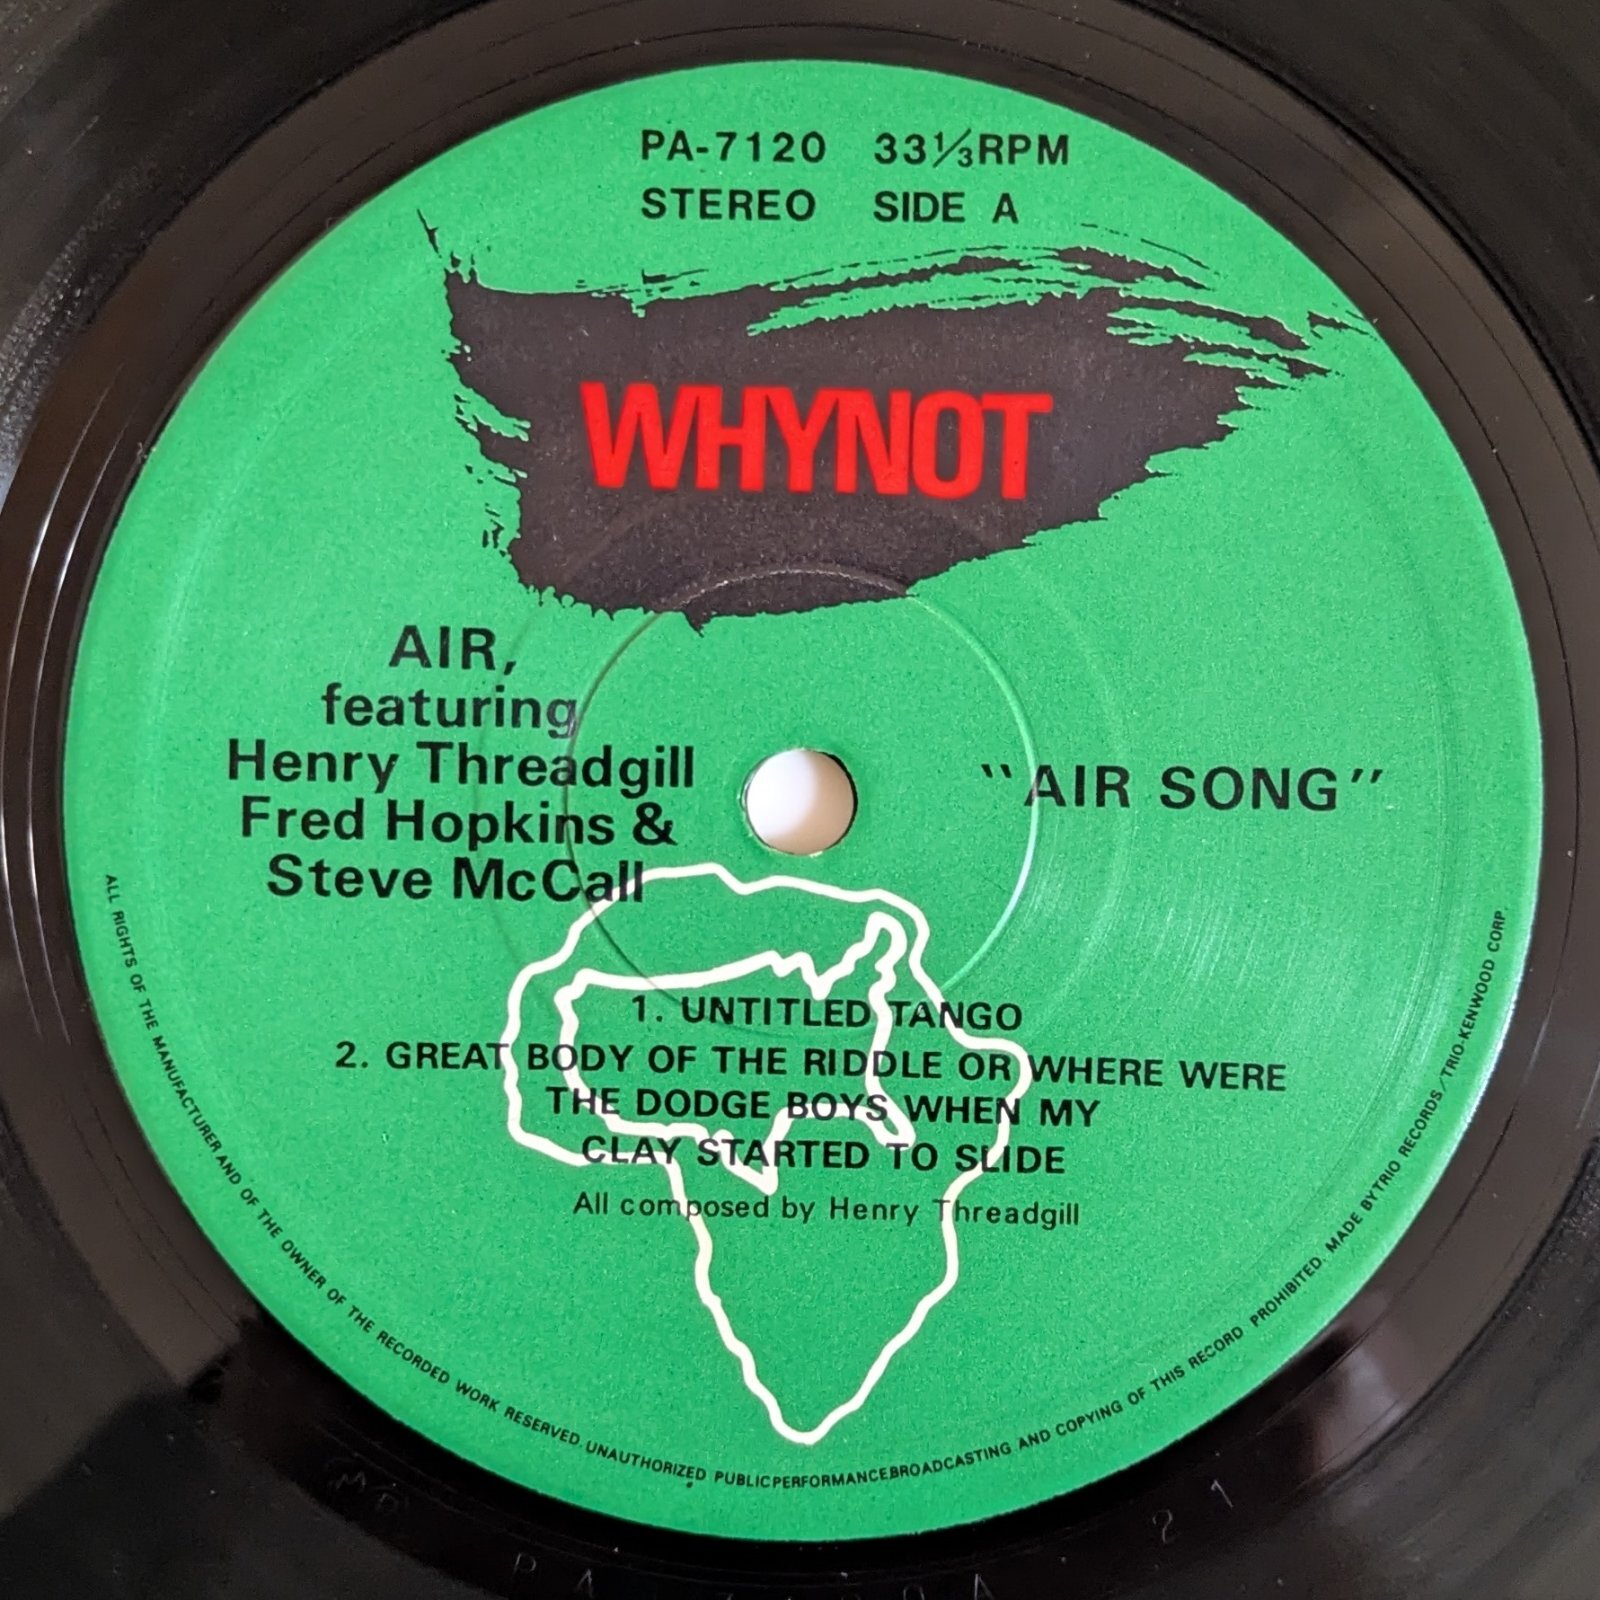 PA-7120 33⅓RPM
STEREO SIDE A
WHYNOT
AIR,
featuring
Henry Threadgill
Fred Hopkins &
Steve McCall
"AIR SONG"
1. UNTITLED TANGO
2. GREAT BODY OF THE RIDDLE OR WHERE WERE
THE DODGE BOYS WHEN MY
CLAY STARTED TO SLIDE
All composed by Henry Threadgill
ALL RIGHTS OF THE MANUFACTURER AND OF THE OWNER OF THE RECORDED WORK RESERVED. UNAUTHORIZED PUBLICPERFORMANCEBROADCASTING AND COPYING OF THIS RECORD PROHIBITED. MADE BY TRIO RECORDS/TRIO-KENWOOD CORP.